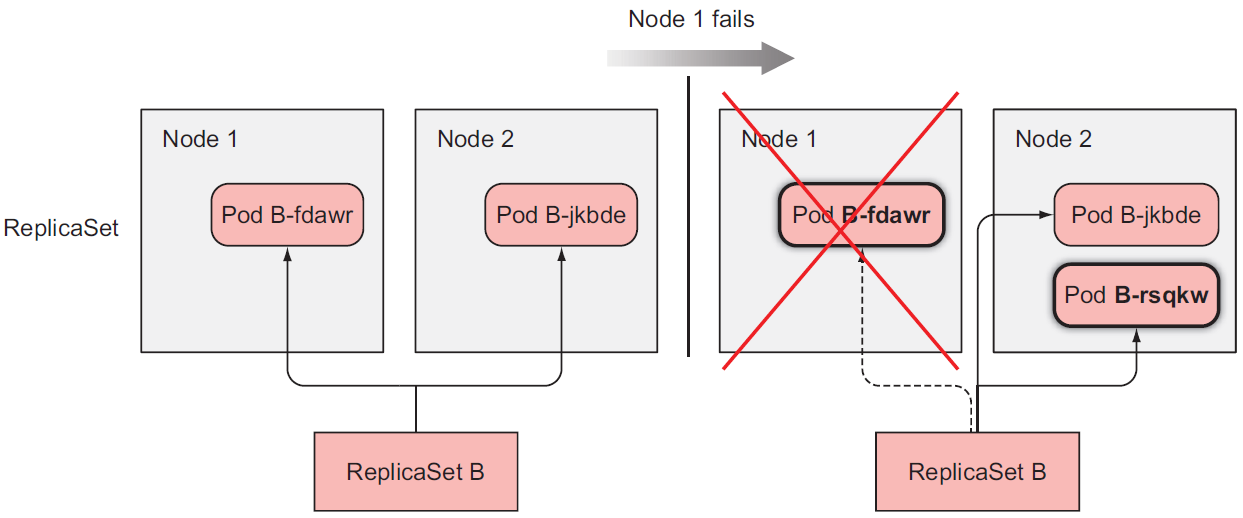 Node 1 fails
Node 1
Node 2
Node 1
Node 2
ReplicaSet
Pod B-fdawr
Pod B-jkbde
Pod B-fdawr
Pod B-jkbde
Pod B-rsqkw
ReplicaSet B
ReplicaSet B